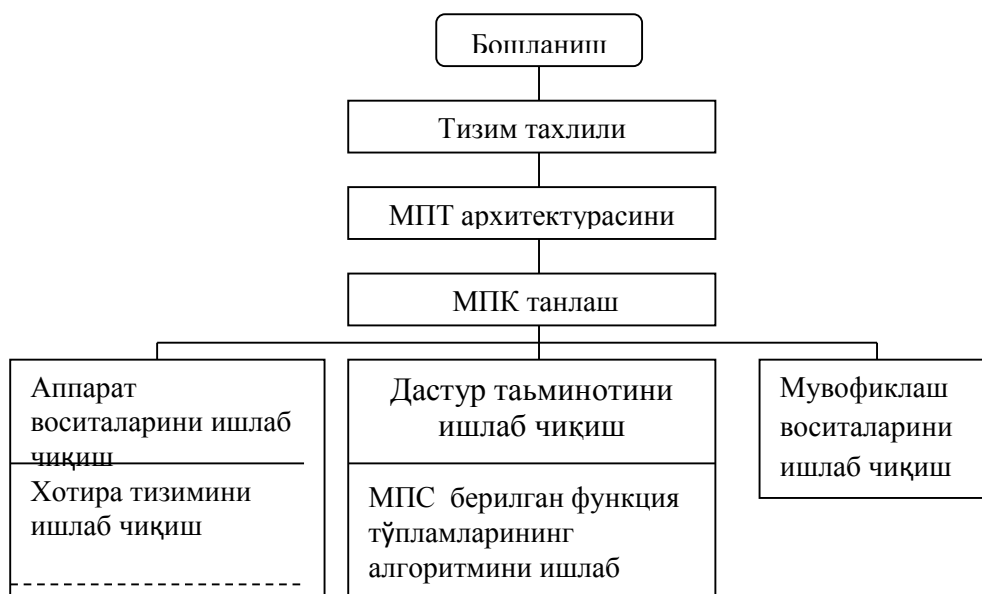 Бошланиш
Тизим тахлили
МПТ архитектурасини
МПК танлаш
Аппарат
воситаларини ишлаб
чиқиш
Хотира тизимини
ишлаб чиқиш
Дастур таьминотини
ишлаб чиқиш
МПС берилган функция
тўпламларининг
алгоритмини ишлаб
Мувофиклаш
воситаларини
ишлаб чиқиш